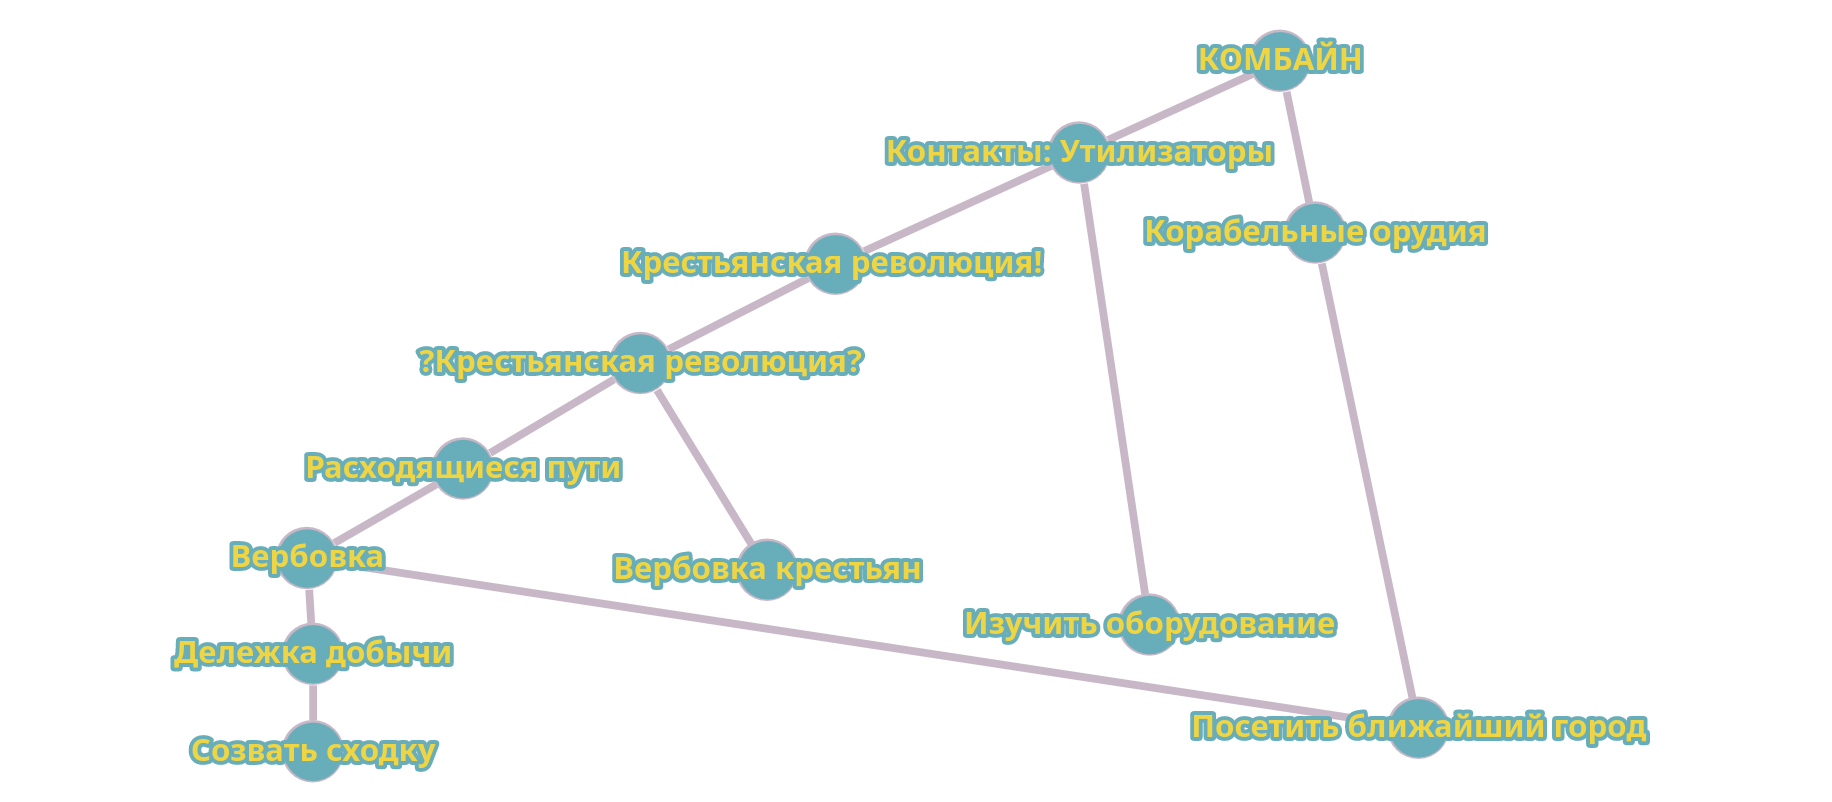 КОМБАЙН
Контакты: Утилизаторы
Корабельные орудия
Крестьянская революция!
?Крестьянская революция?
Расходящиеся пути
Вербовка
Вербовка крестьян
Изучить оборудование
Дележка добычи
Посетить ближайший город
Созвать сходку